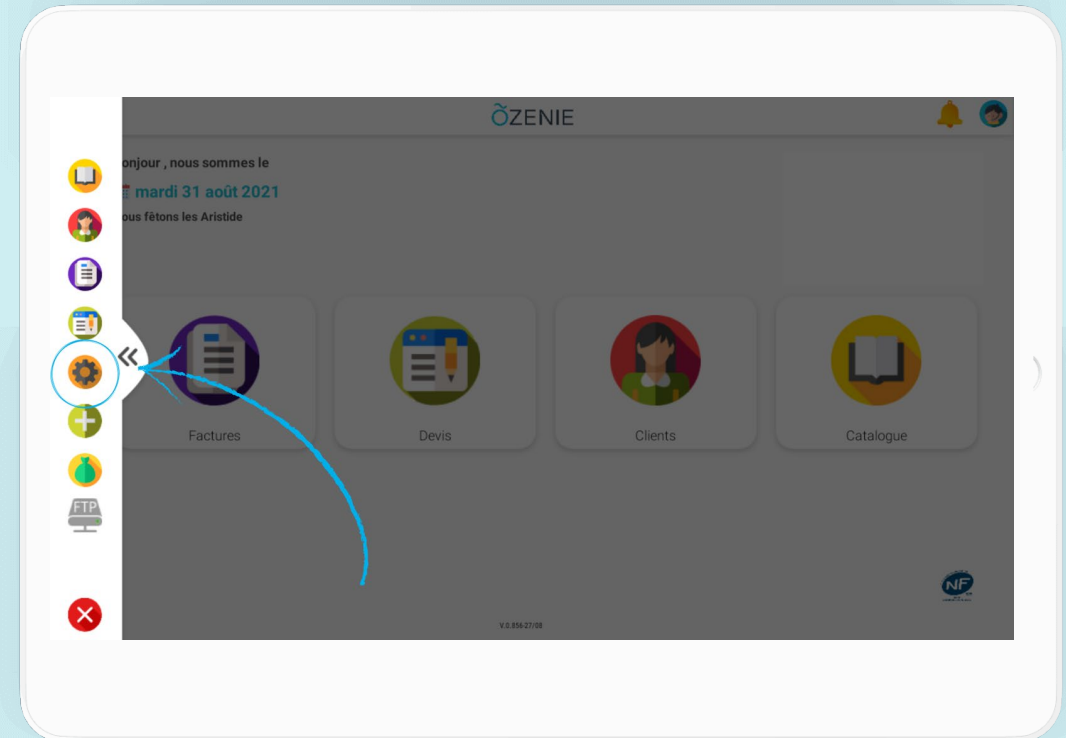 ÕZENIE
onjour , nous sommes le
mardi 31 août 2021
ous fêtons les Aristide
Factures
Devis
Clients
Catalogue
FTP
NF
V.0.856-27/08